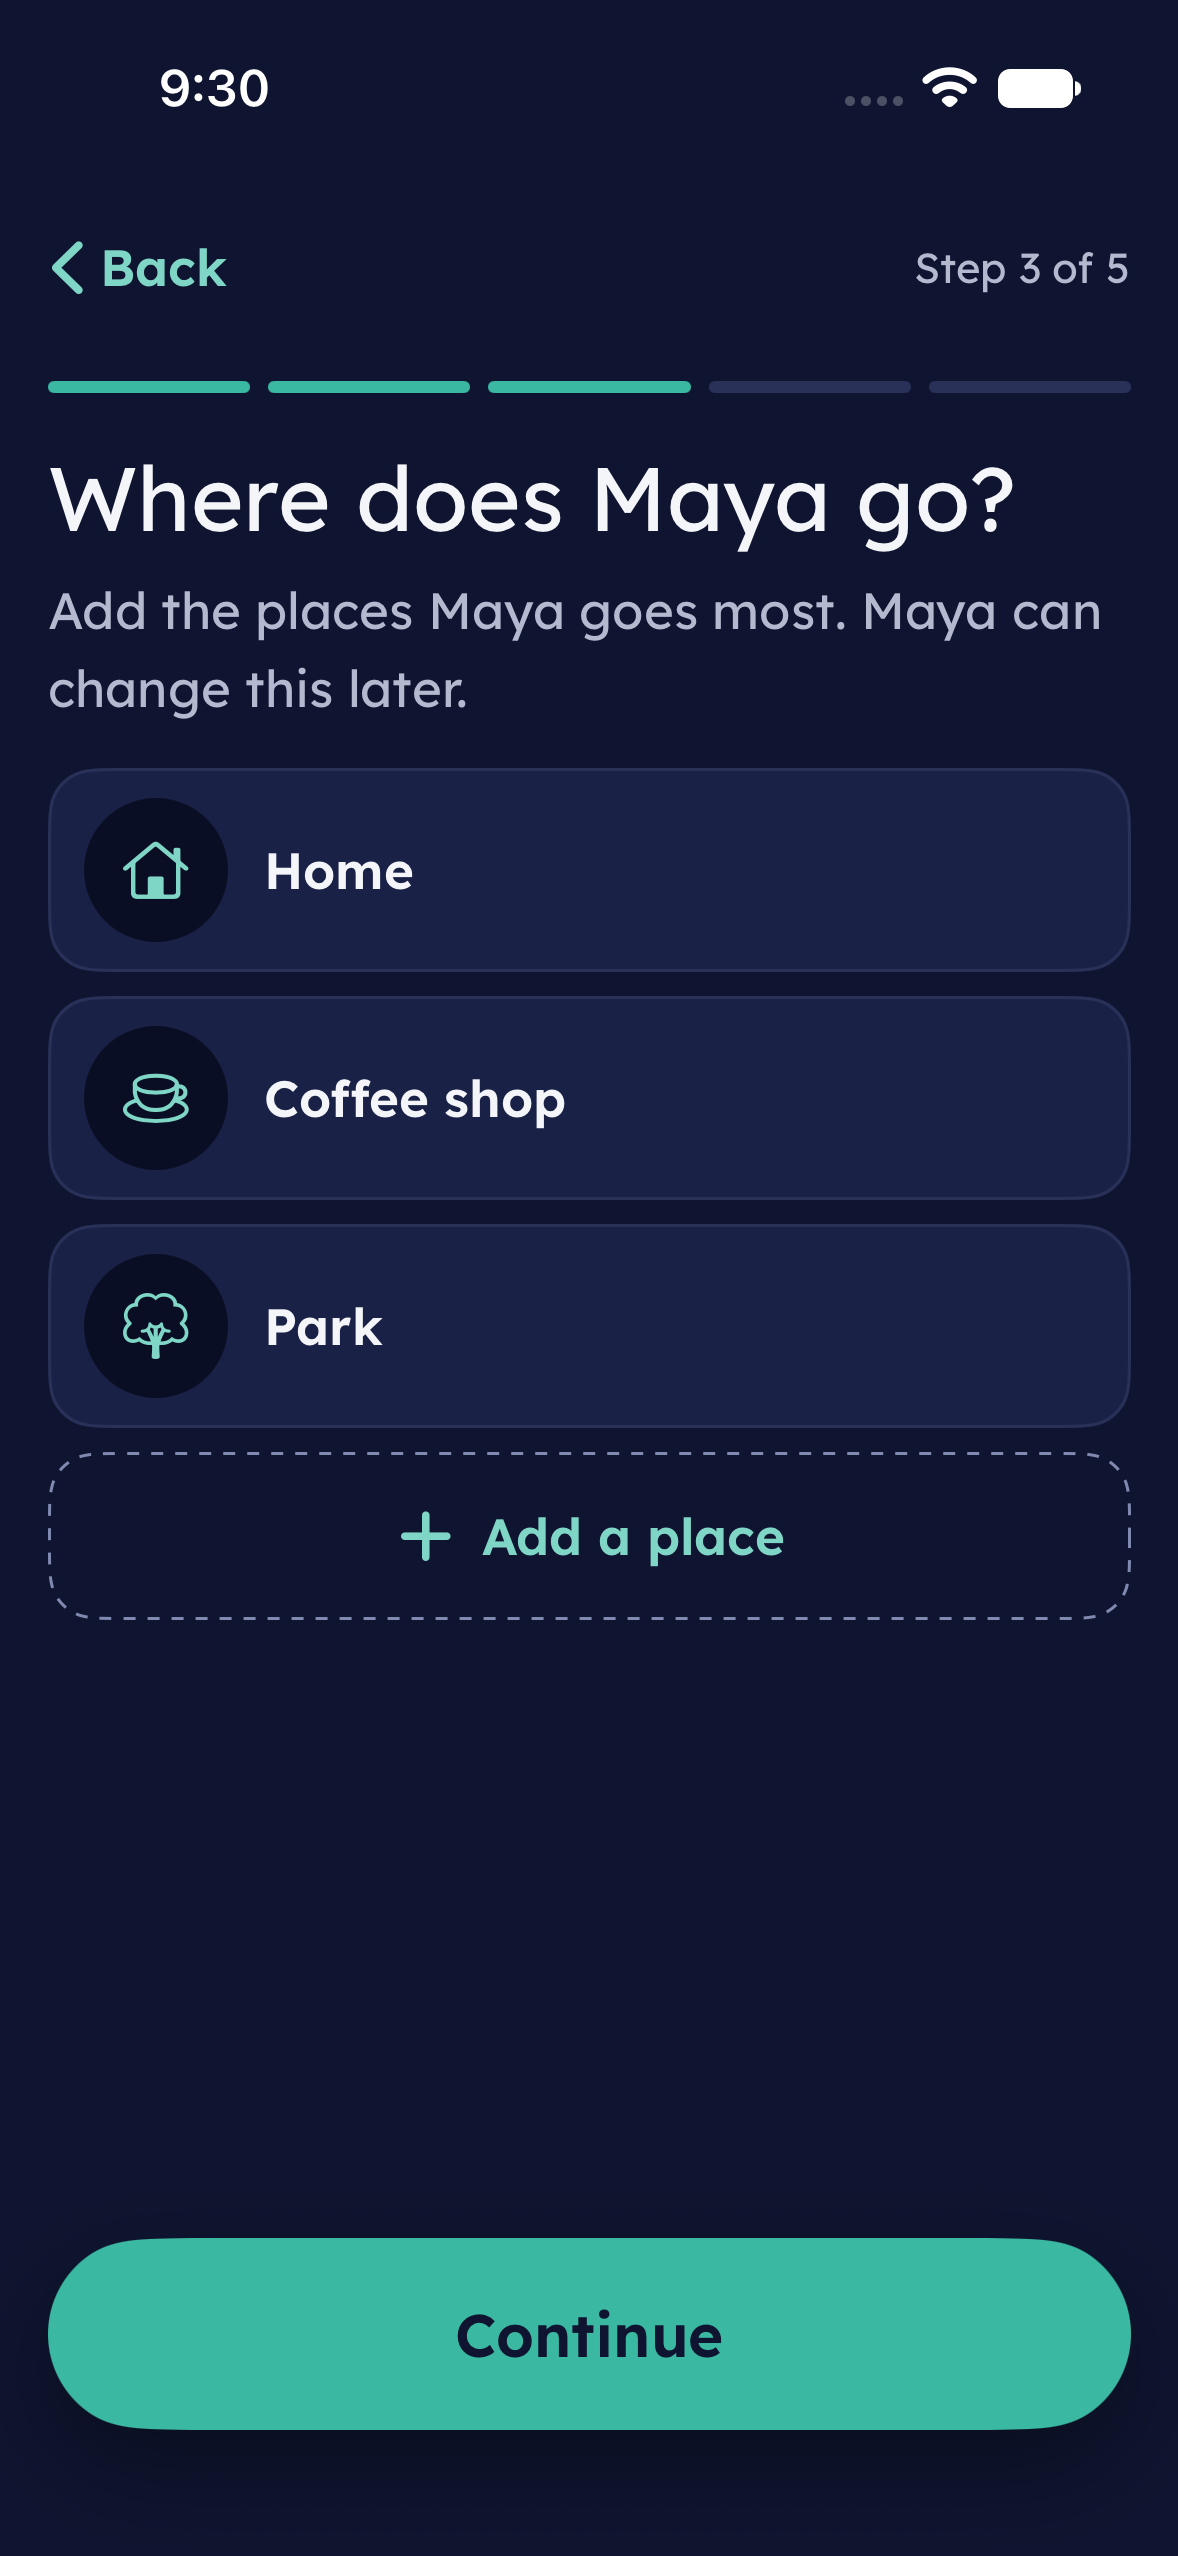 9:30
Back
Step 3 of 5
Where does Maya go?
Add the places Maya goes most. Maya can
change this later.
Home
Coffee shop
Park
Add a place
Continue